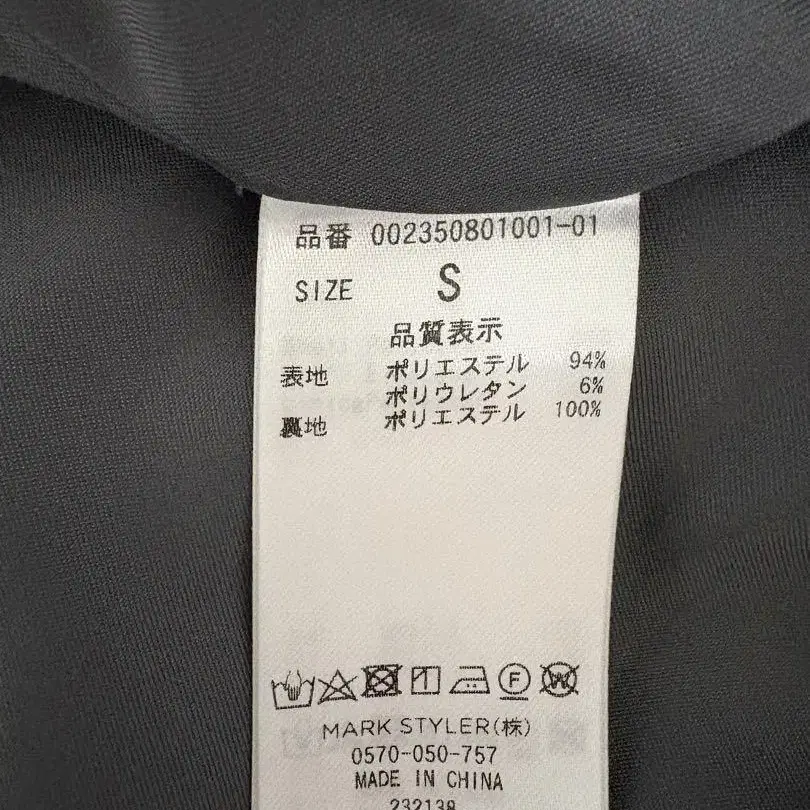 品番 002350801001-01
SIZE S
品質表示
表地 ポリエステル 94%
ポリウレタン 6%
裏地 ポリエステル 100%
MARK STYLER(株)
0570-050-757
MADE IN CHINA
232138